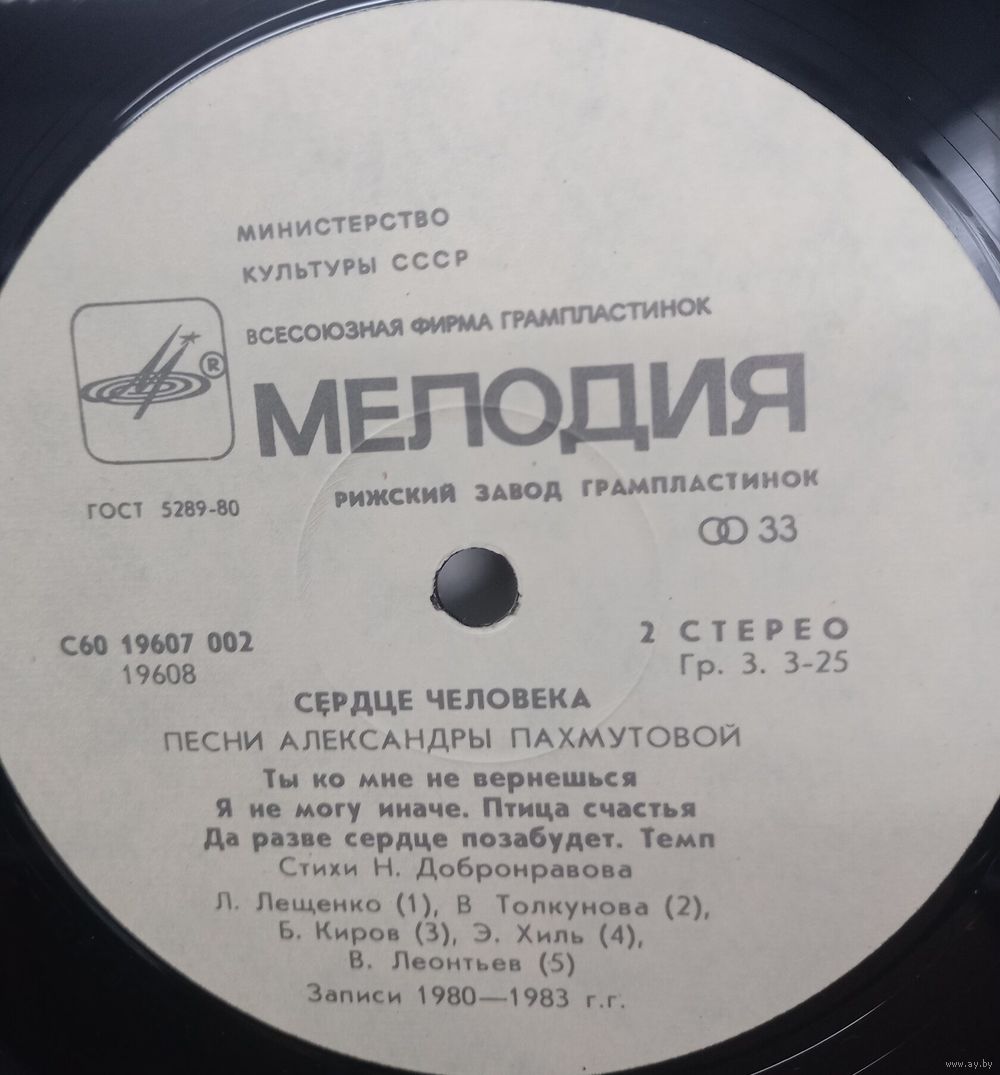 МИНИСТЕРСТВО
КУЛЬТУРЫ СССР
ВСЕСОЮЗНАЯ ФИРМА ГРАМПЛАСТИНОК
®
МЕЛОДИЯ
РИЖСКИЙ ЗАВОД ГРАМПЛАСТИНОК
ГОСТ 5289-80
33
С60 19607 002
19608
2 СТЕРЕО
Гр. 3. 3-25
СЕРДЦЕ ЧЕЛОВЕКА
ПЕСНИ АЛЕКСАНДРЫ ПАХМУТОВОЙ
Ты ко мне не вернешься
Я не могу иначе. Птица счастья
Да разве сердце позабудет. Темп
Стихи Н. Добронравова
Л. Лещенко (1), В Толкунова (2),
Б. Киров (3), Э. Хиль (4),
В. Леонтьев (5)
Записи 1980—1983 г.г.
www.ay.by